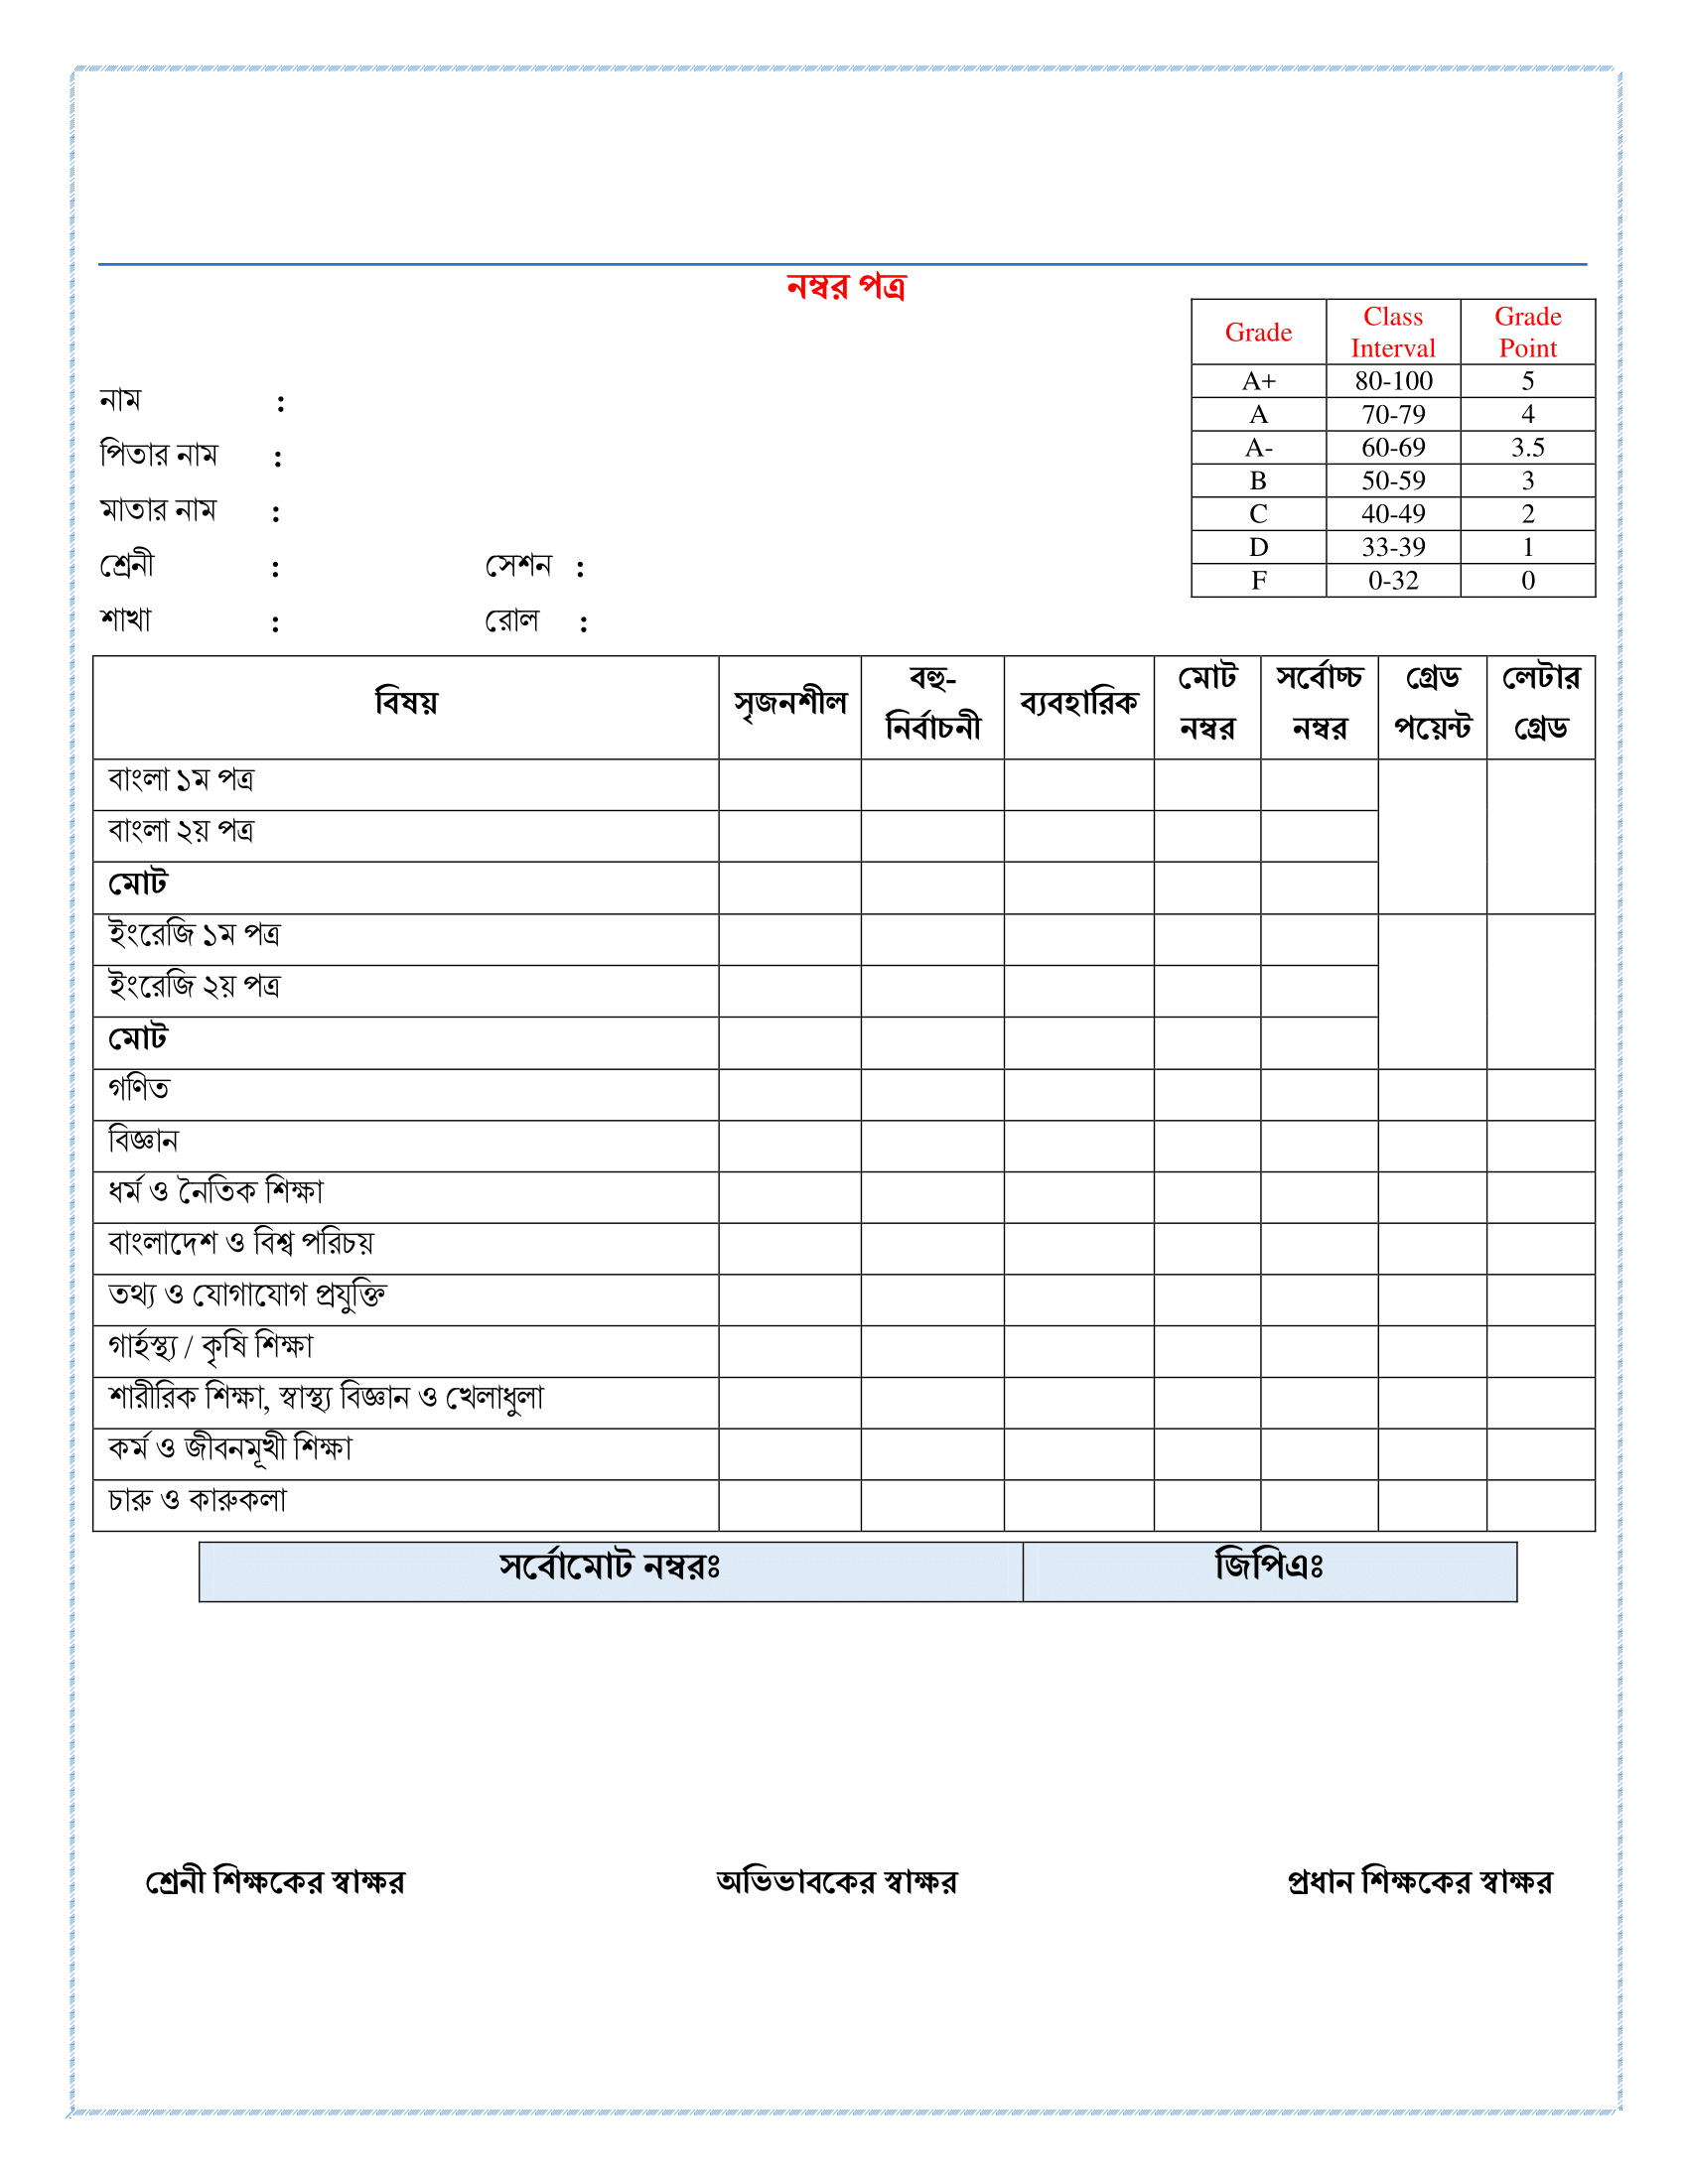 নম্বর পত্র
Grade Class Interval Grade Point
A+ 80-100 5
A 70-79 4
A- 60-69 3.5
B 50-59 3
C 40-49 2
D 33-39 1
F 0-32 0
নাম :
পিতার নাম :
মাতার নাম :
শ্রেনী : সেশন :
শাখা : রোল :
বিষয় সৃজনশীল বহু-নির্বাচনী ব্যবহারিক মোট নম্বর সর্বোচ্চ নম্বর গ্রেড পয়েন্ট লেটার গ্রেড
বাংলা ১ম পত্র
বাংলা ২য় পত্র
মোট
ইংরেজি ১ম পত্র
ইংরেজি ২য় পত্র
মোট
গণিত
বিজ্ঞান
ধর্ম ও নৈতিক শিক্ষা
বাংলাদেশ ও বিশ্ব পরিচয়
তথ্য ও যোগাযোগ প্রযুক্তি
গার্হস্থ্য / কৃষি শিক্ষা
শারীরিক শিক্ষা, স্বাস্থ্য বিজ্ঞান ও খেলাধুলা
কর্ম ও জীবনমূখী শিক্ষা
চারু ও কারুকলা
সর্বোমোট নম্বরঃ জিপিএঃ
শ্রেনী শিক্ষকের স্বাক্ষর অভিভাবকের স্বাক্ষর প্রধান শিক্ষকের স্বাক্ষর